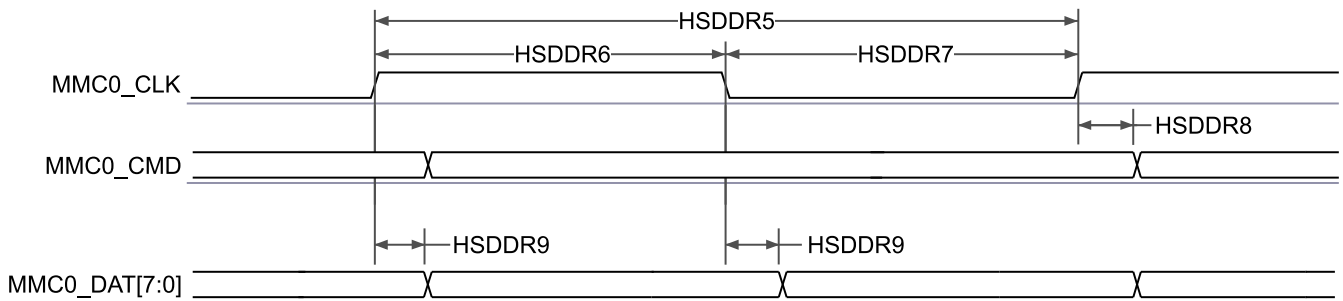 HSDDR5
HSDDR6 HSDDR7
MMC0_CLK
HSDDR8
MMC0_CMD
HSDDR9 HSDDR9
MMC0_DAT[7:0]